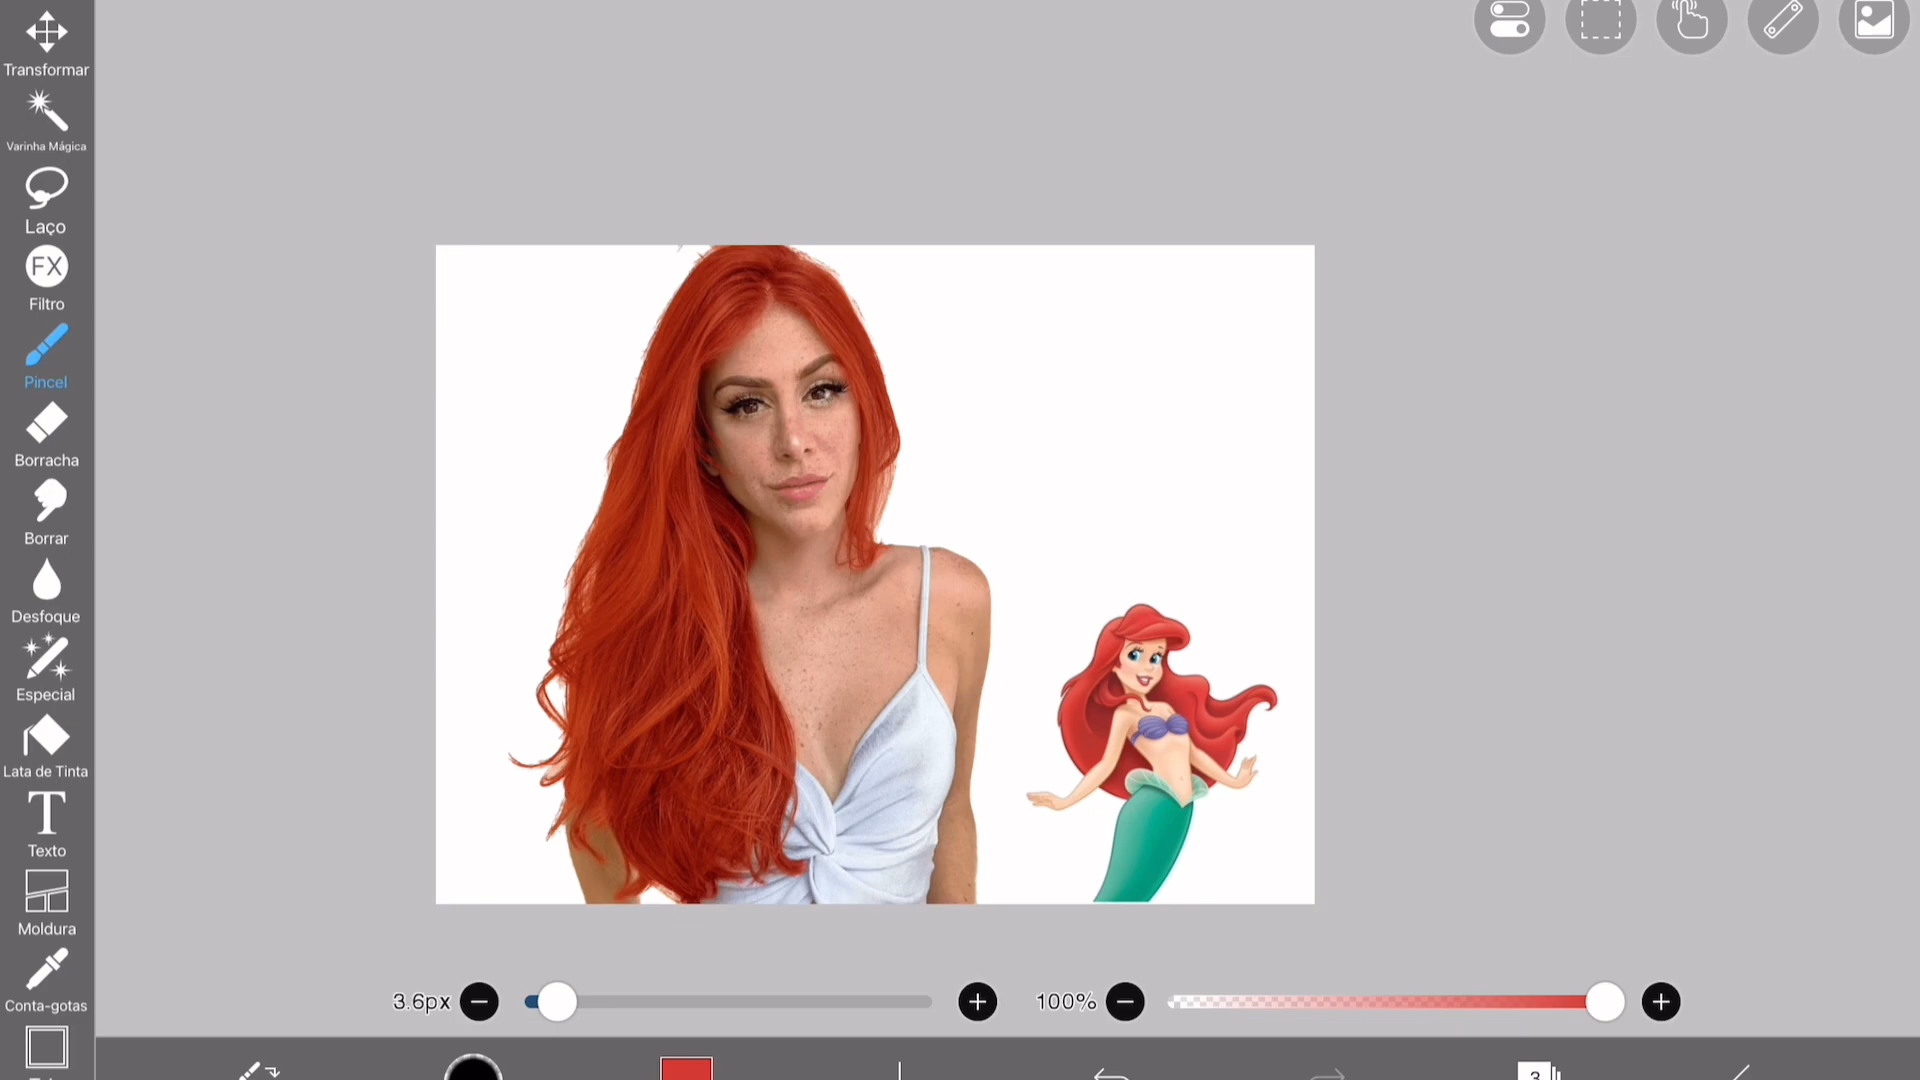 Transformar
Varinha Mágica
Laço
FX
Filtro
Pincel
Borracha
Borrar
Desfoque
Especial
Lata de Tinta
T
Texto
Moldura
Conta-gotas
3.6px
100%
3